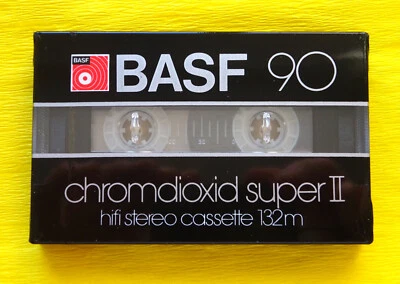 BASF
BASF 90
chromdioxid super II
hifi stereo cassette 132m